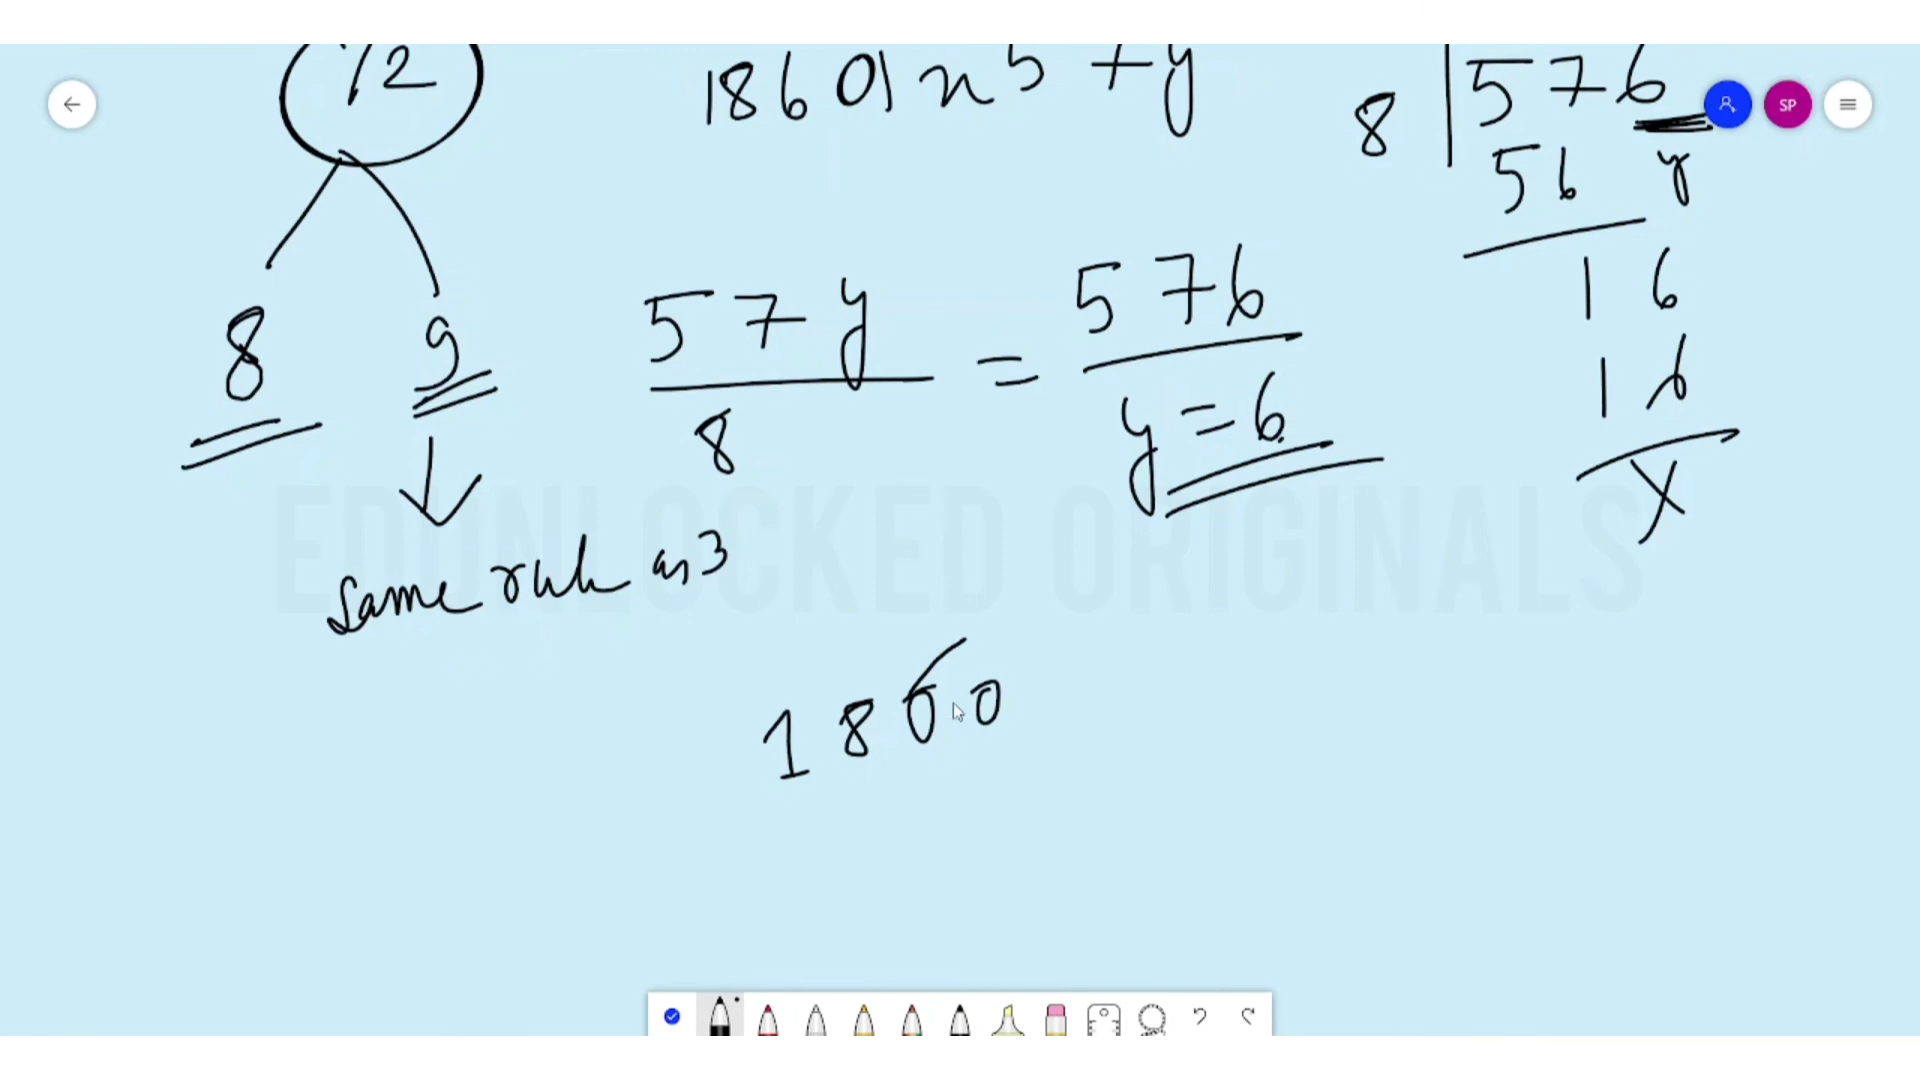 72
18601x57y
8 576
56 y
16
16
x
8 9
57y/8 = 576
y = 6
same rule as 3
1860
EDUNLOCKED ORIGINALS
SP